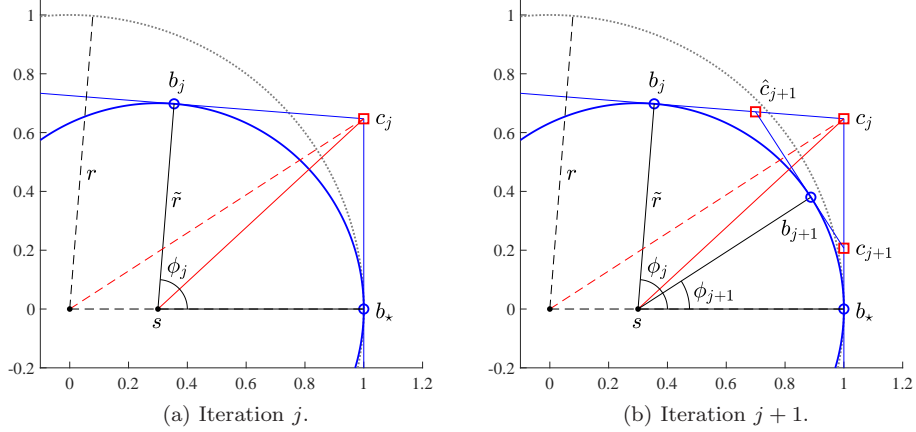 1
0.8
0.6
0.4
0.2
0
-0.2
0 0.2 0.4 0.6 0.8 1 1.2
b_j
c_j
r
r̃
ϕ_j
s
b_⋆
(a) Iteration j.
1
0.8
0.6
0.4
0.2
0
-0.2
0 0.2 0.4 0.6 0.8 1 1.2
b_j
ĉ_{j+1}
c_j
r
r̃
b_{j+1}
c_{j+1}
ϕ_j
ϕ_{j+1}
s
b_⋆
(b) Iteration j + 1.